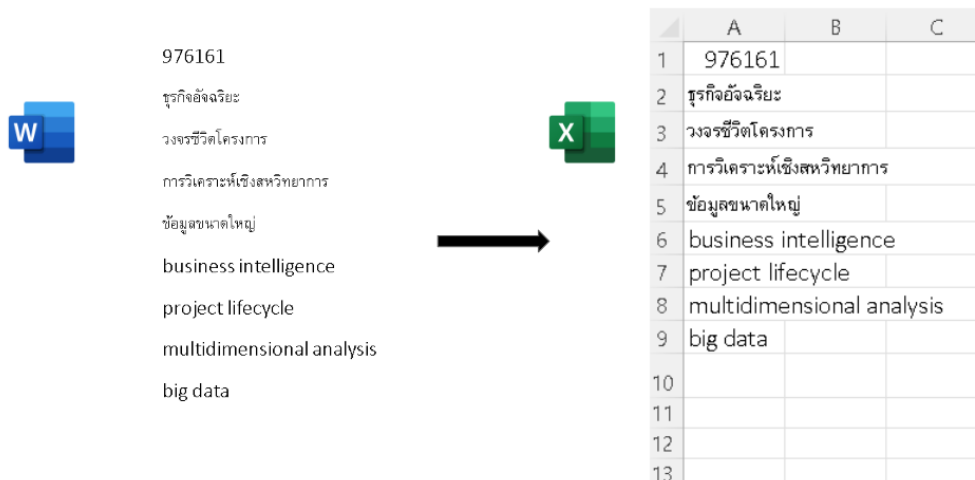 976161
ธุรกิจอัจฉริยะ
วงจรชีวิตโครงการ
การวิเคราะห์เชิงสหวิทยาการ
ข้อมูลขนาดใหญ่
business intelligence
project lifecycle
multidimensional analysis
big data
W
X
A B C
1 976161
2 ธุรกิจอัจฉริยะ
3 วงจรชีวิตโครงการ
4 การวิเคราะห์เชิงสหวิทยาการ
5 ข้อมูลขนาดใหญ่
6 business intelligence
7 project lifecycle
8 multidimensional analysis
9 big data
10
11
12
13